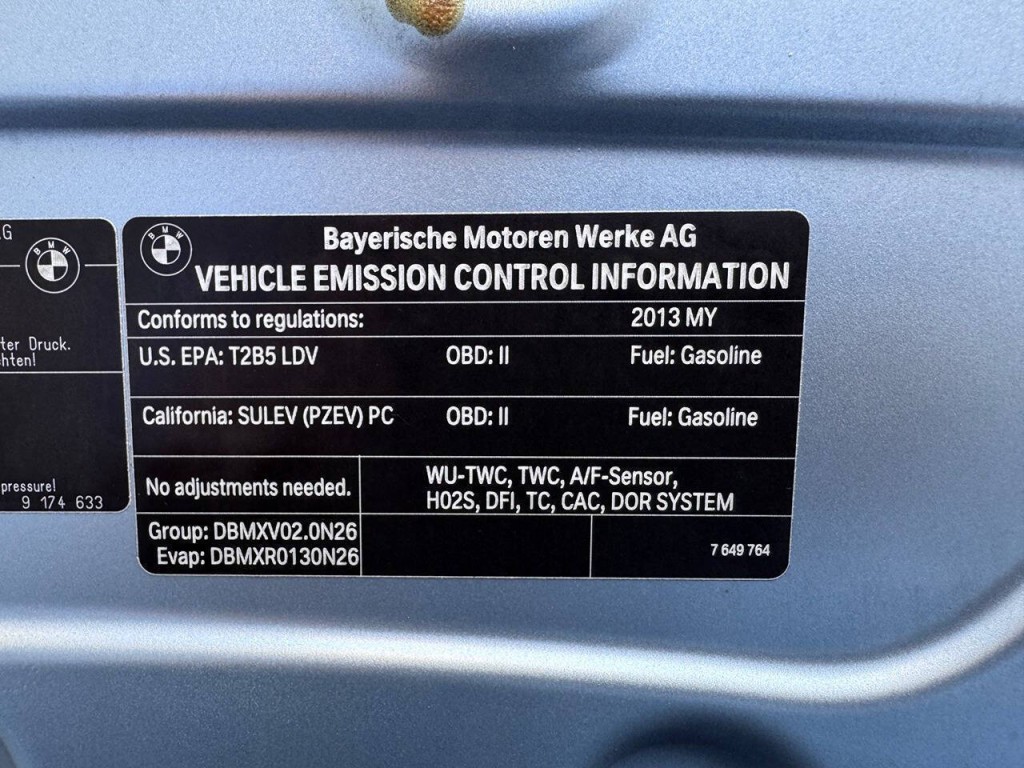 BMW
Bayerische Motoren Werke AG
VEHICLE EMISSION CONTROL INFORMATION
Conforms to regulations: 2013 MY
U.S. EPA: T2B5 LDV OBD: II Fuel: Gasoline
California: SULEV (PZEV) PC OBD: II Fuel: Gasoline
No adjustments needed.
WU-TWC, TWC, A/F-Sensor,
H02S, DFI, TC, CAC, DOR SYSTEM
Group: DBMXV02.0N26
Evap: DBMXR0130N26
7 649 764
BMW
ter Druck.
hten!
pressure!
9 174 633